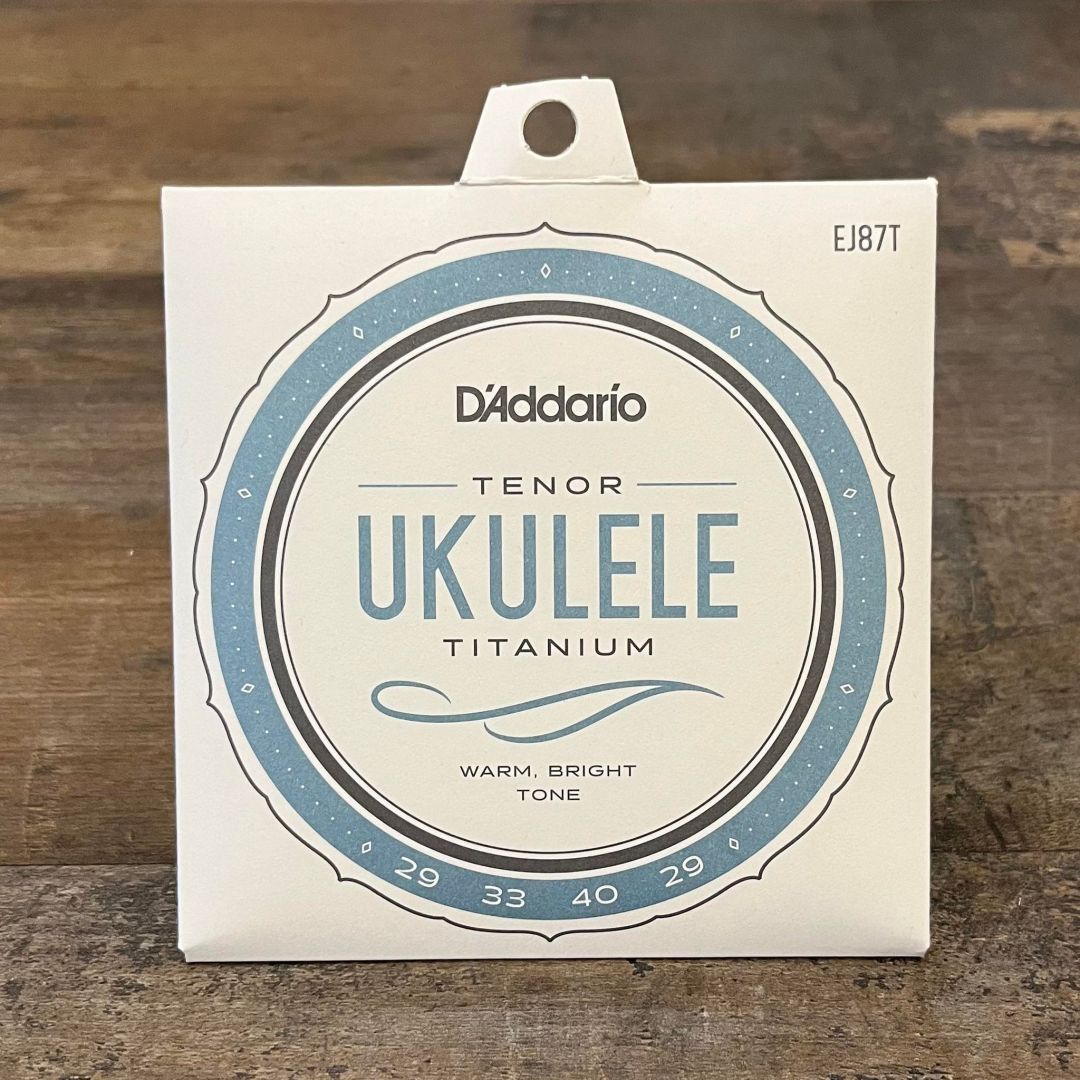 EJ87T
D'Addario
TENOR
UKULELE
TITANIUM
WARM, BRIGHT
TONE
29 33 40 29